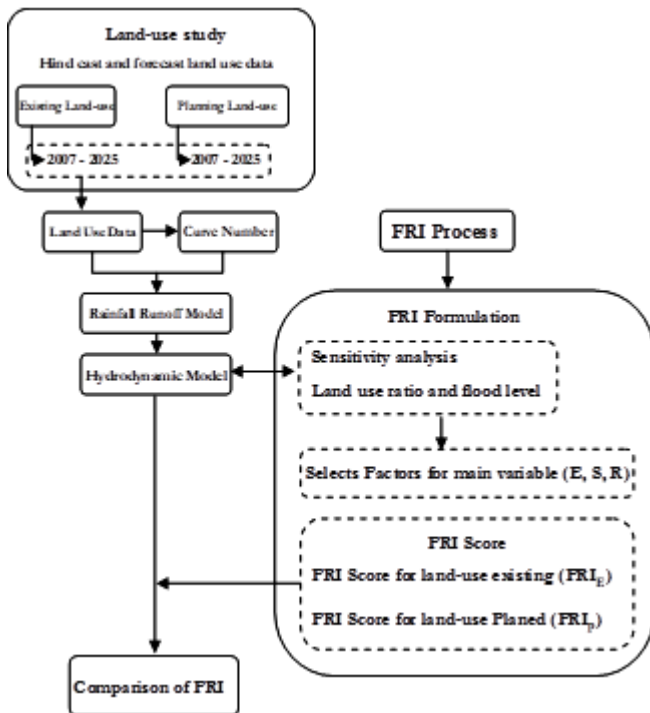 Land-use study
Hind cast and forecast land use data
Existing Land-use
Planning Land-use
2007 - 2025
2007 - 2025
Land Use Data
Curve Number
Rainfall Runoff Model
Hydrodynamic Model
FRI Process
FRI Formulation
Sensitivity analysis
Land use ratio and flood level
Selects Factors for main variable (E, S, R)
FRI Score
FRI Score for land-use existing (FRI_E)
FRI Score for land-use Planed (FRI_p)
Comparison of FRI